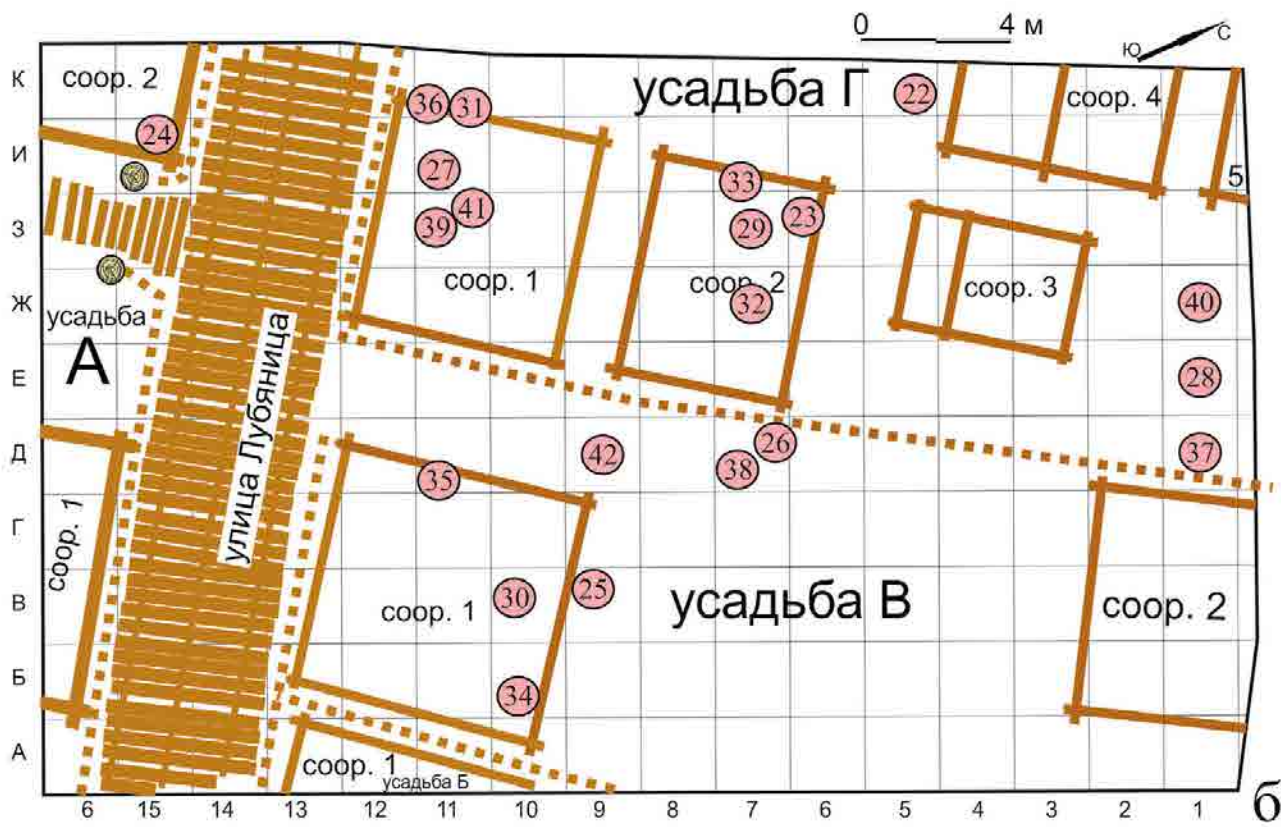 0 4 м
Ю С
К соор. 2 36 31 усадьба Г 22 соор. 4
24
И 27 33 5
41 23
З 39 29
соор. 1 соор. 2 соор. 3
Ж 32 40
усадьба
А
улица Лубяница
Е 28
Д 35 42 38 26 37
соор. 1
Г
В 30 25 усадьба В соор. 2
соор. 1
Б 34
А соор. 1 усадьба Б
6 15 14 13 12 11 10 9 8 7 6 5 4 3 2 1 б